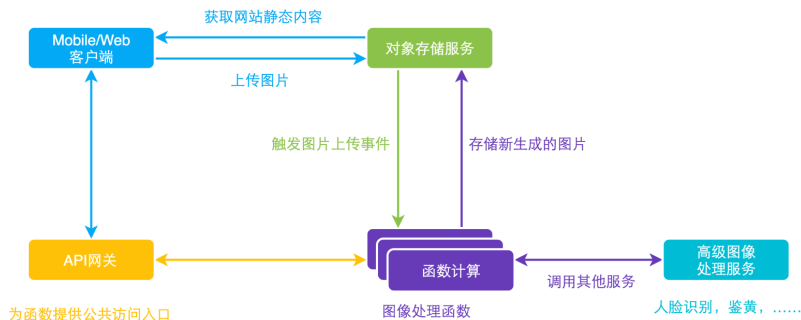 获取网站静态内容
Mobile/Web
客户端
对象存储服务
上传图片
触发图片上传事件
存储新生成的图片
API网关
函数计算
高级图像
处理服务
调用其他服务
为函数提供公共访问入口
图像处理函数
人脸识别，鉴黄，……